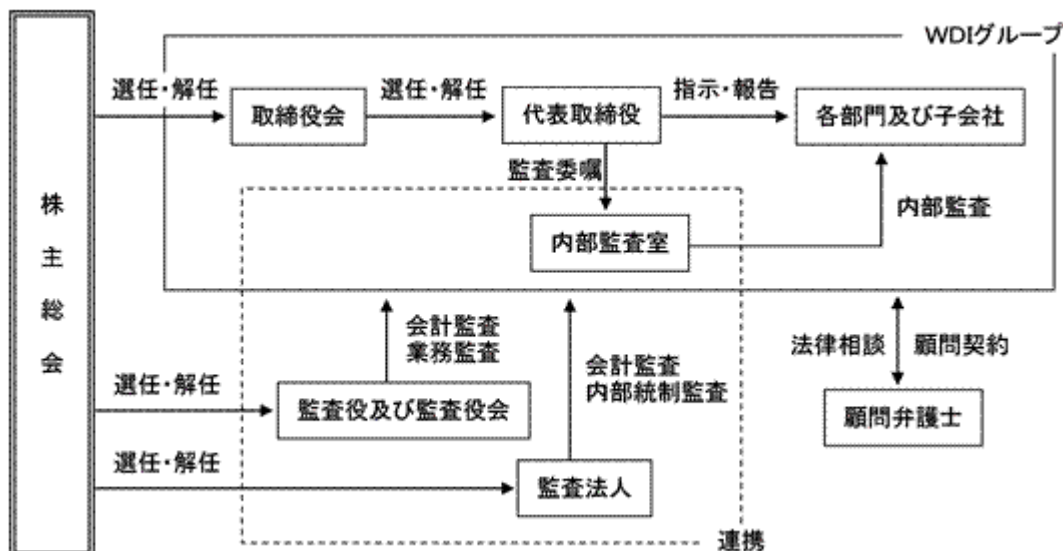 WDIグループ
選任・解任
選任・解任
指示・報告
取締役会
代表取締役
各部門及び子会社
監査委嘱
内部監査室
内部監査
株主総会
会計監査
業務監査
会計監査
内部統制監査
法律相談
顧問契約
選任・解任
監査役及び監査役会
顧問弁護士
選任・解任
監査法人
連携